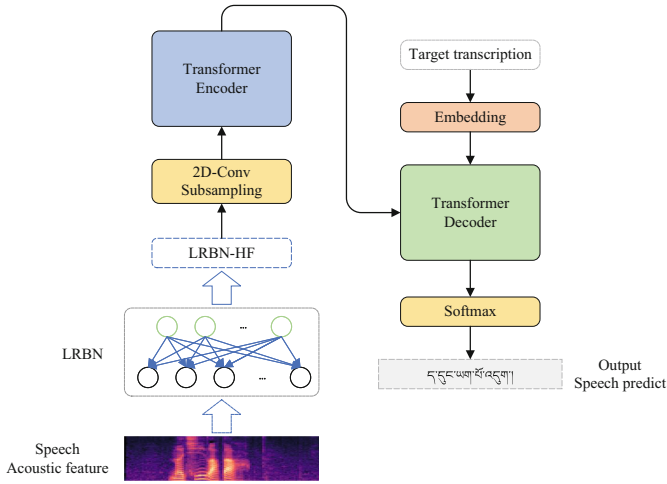 Transformer
Encoder
2D-Conv
Subsampling
LRBN-HF
...
LRBN
...
Speech
Acoustic feature
Target transcription
Embedding
Transformer
Decoder
Softmax
ད་དུང་ཡག་པོ་འདུག།
Output
Speech predict